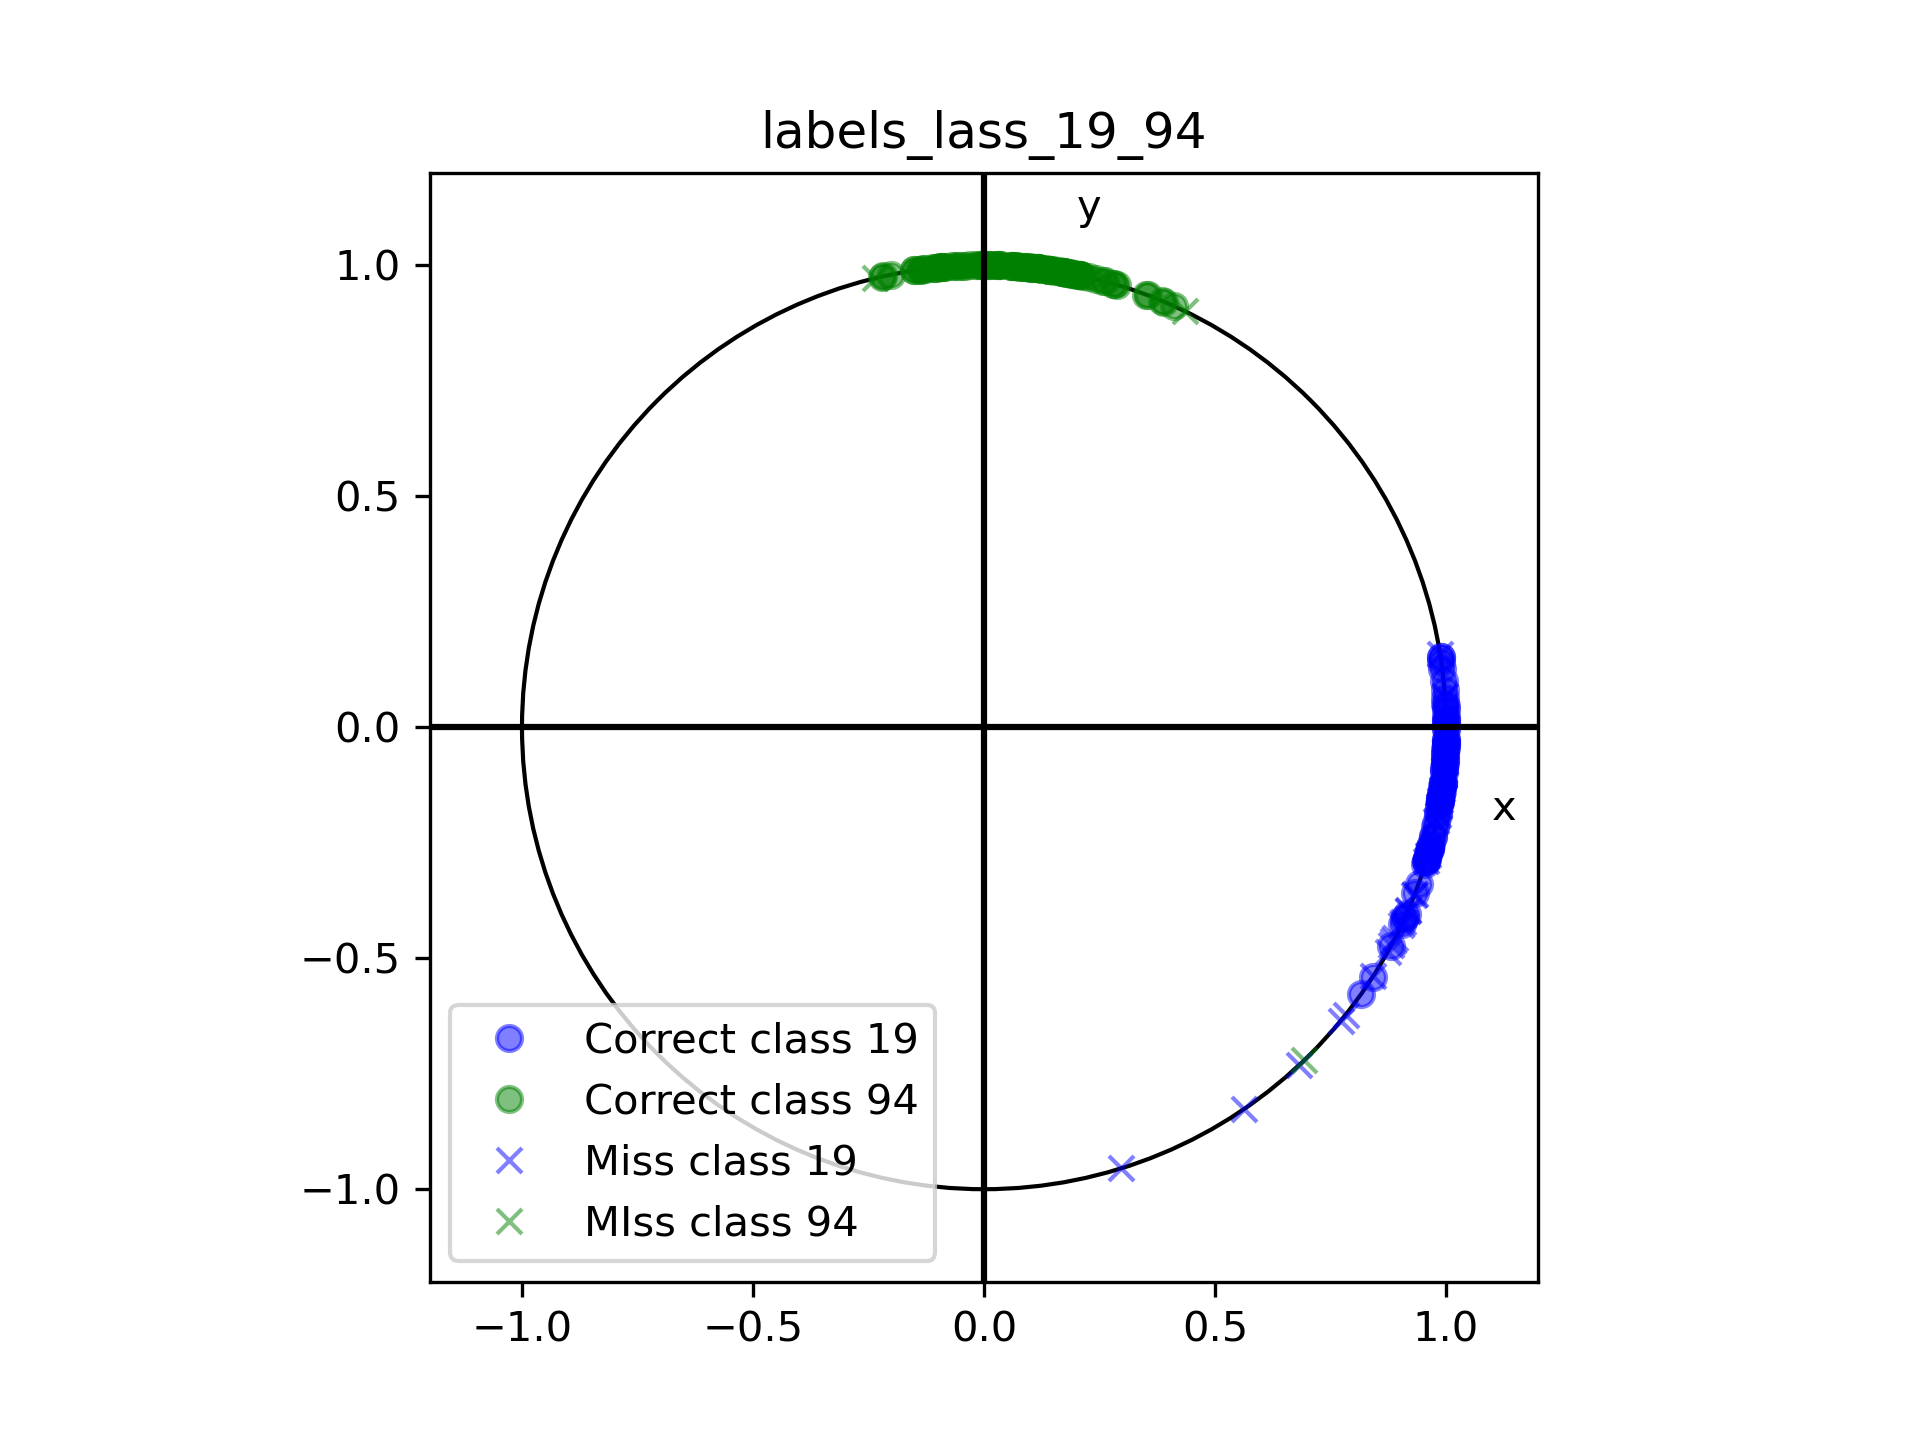 labels_lass_19_94
y
1.0
0.5
0.0
x
−0.5
Correct class 19
Correct class 94
Miss class 19
−1.0
MIss class 94
−1.0 −0.5 0.0 0.5 1.0